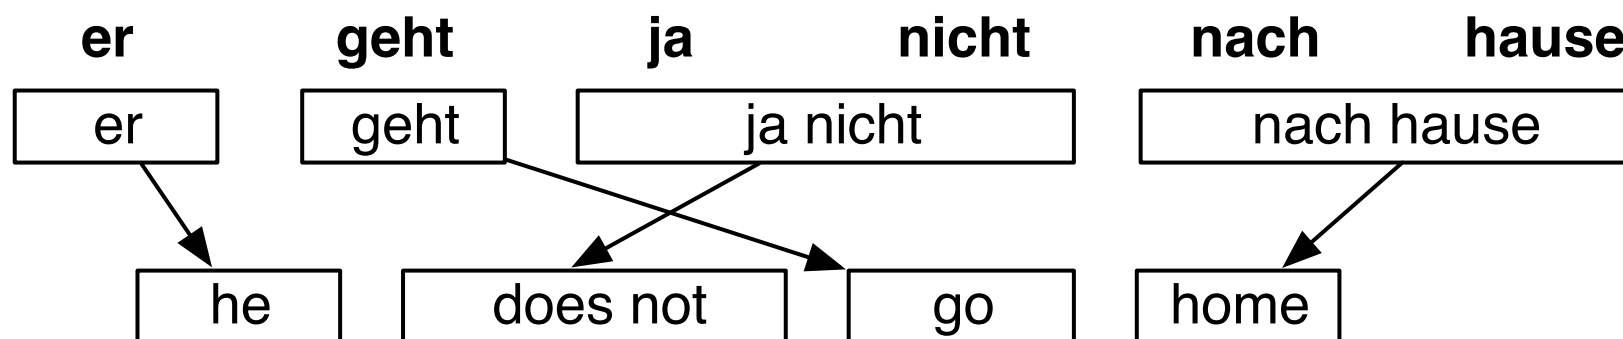 er geht ja nicht nach hause
er geht ja nicht nach hause
he does not go home